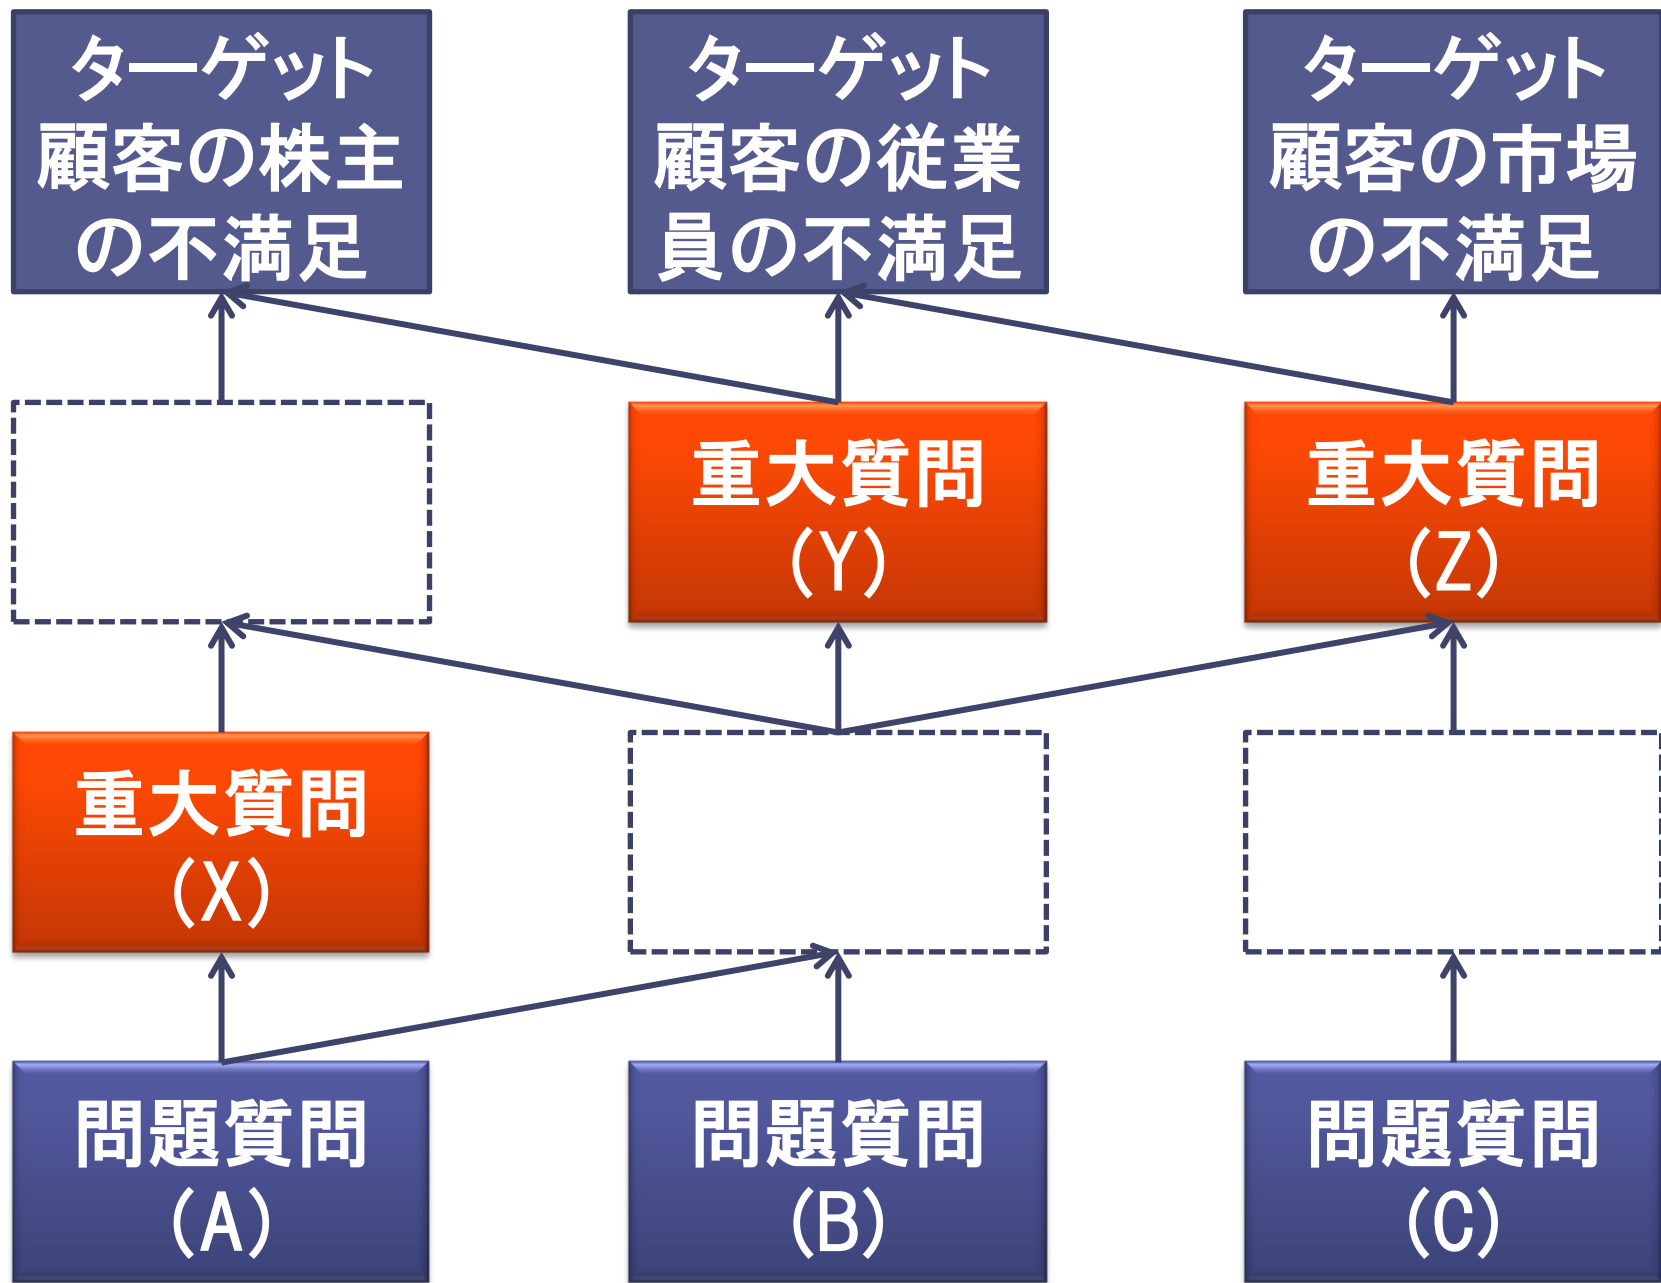 ターゲット
顧客の株主
の不満足
ターゲット
顧客の従業
員の不満足
ターゲット
顧客の市場
の不満足
重大質問
(Y)
重大質問
(Z)
重大質問
(X)
問題質問
(A)
問題質問
(B)
問題質問
(C)